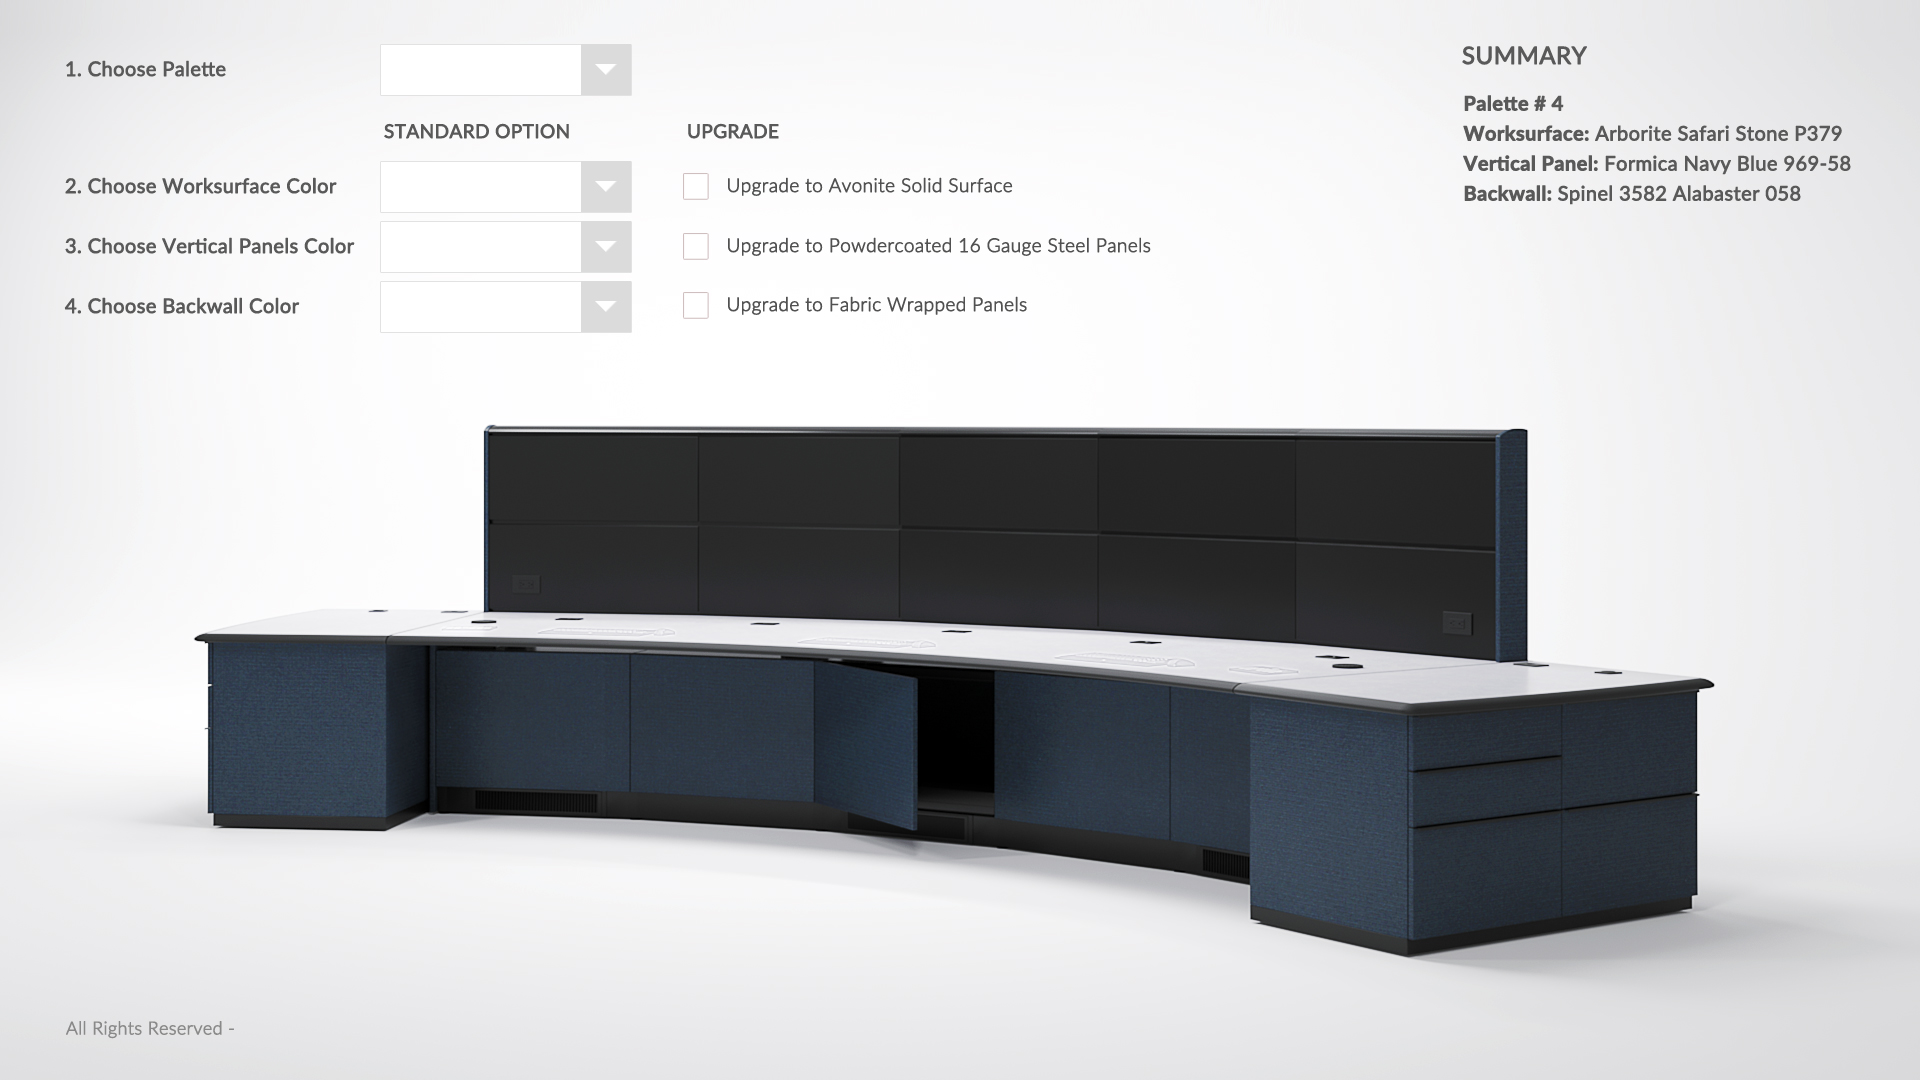 1. Choose Palette
STANDARD OPTION
UPGRADE
2. Choose Worksurface Color
Upgrade to Avonite Solid Surface
3. Choose Vertical Panels Color
Upgrade to Powdercoated 16 Gauge Steel Panels
4. Choose Backwall Color
Upgrade to Fabric Wrapped Panels
SUMMARY
Palette # 4
Worksurface: Arborite Safari Stone P379
Vertical Panel: Formica Navy Blue 969-58
Backwall: Spinel 3582 Alabaster 058
All Rights Reserved -